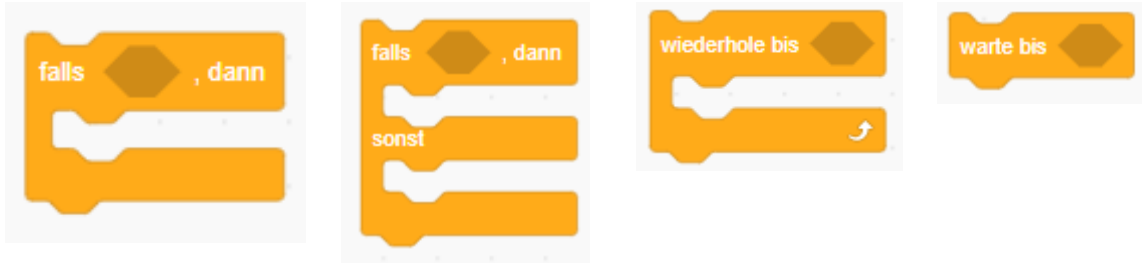 falls , dann
falls , dann
sonst
wiederhole bis
warte bis